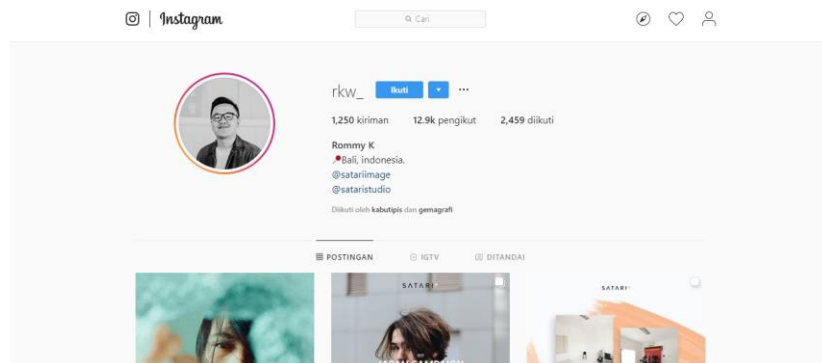 Instagram
Cari
rkw_ Ikuti
1,250 kiriman 12.9k pengikut 2,459 diikuti
Rommy K
Bali, indonesia.
@satariimage
@sataristudio
Diikuti oleh kabutipis dan gemagrafi
POSTINGAN IGTV DITANDAI
SATARI SATARI